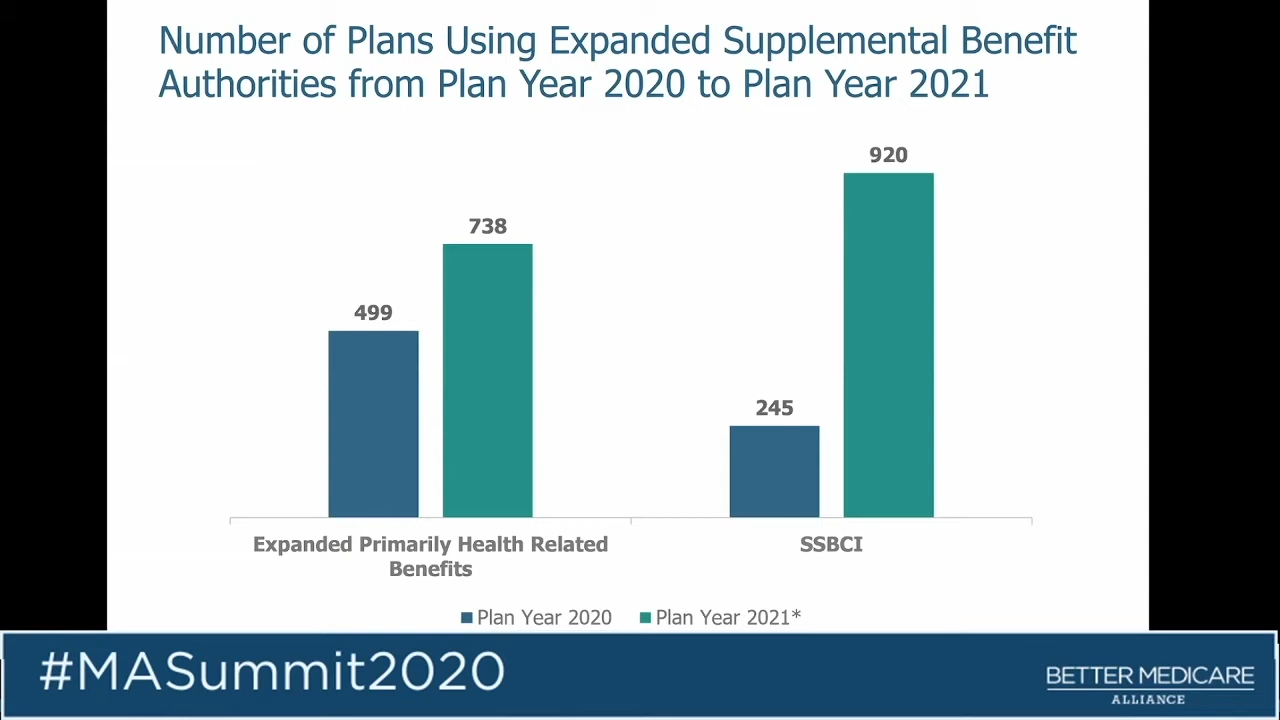 Number of Plans Using Expanded Supplemental Benefit
Authorities from Plan Year 2020 to Plan Year 2021
920
738
499
245
Expanded Primarily Health Related
Benefits
SSBCI
Plan Year 2020
Plan Year 2021*
#MASummit2020
BETTER MEDICARE
ALLIANCE